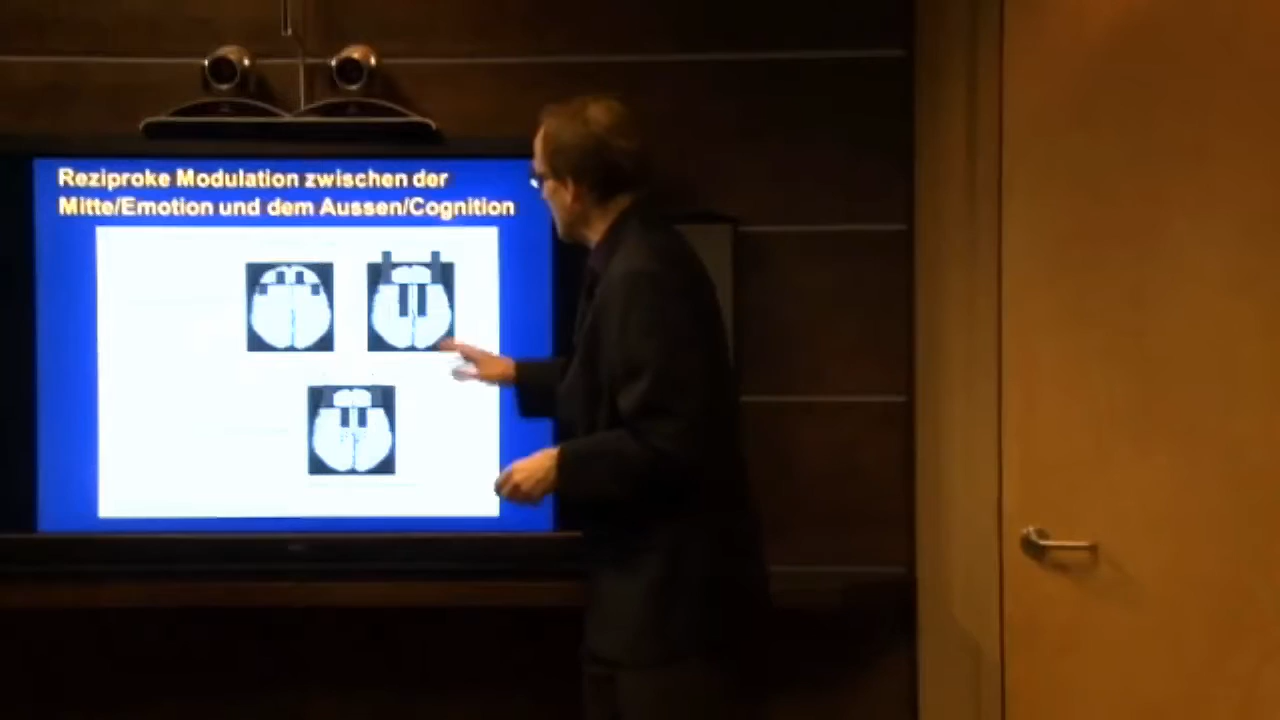 Reziproke Modulation zwischen der
Mitte/Emotion und dem Aussen/Cognition